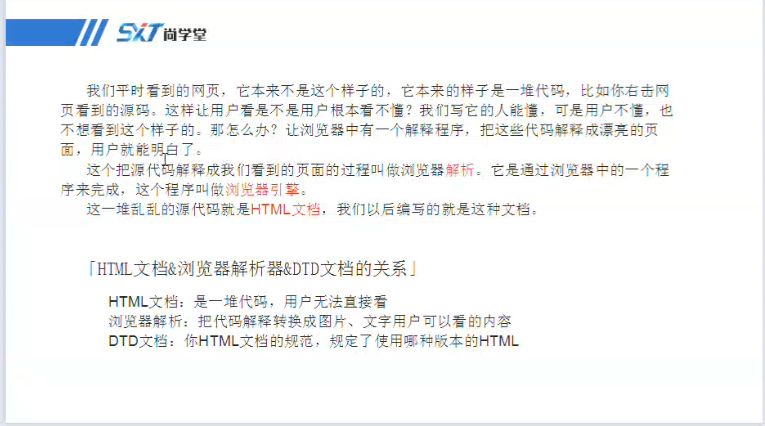 SXT尚学堂
我们平时看到的网页，它本来不是这个样子的，它本来的样子是一堆代码，比如你右击网
页看到的源码。这样让用户看是不是用户根本看不懂？我们写它的人能懂，可是用户不懂，也
不想看到这个样子的。那怎么办？让浏览器中有一个解释程序，把这些代码解释成漂亮的页
面，用户就能明白了。
这个把源代码解释成我们看到的页面的过程叫做浏览器解析。它是通过浏览器中的一个程
序来完成，这个程序叫做浏览器引擎。
这一堆乱乱的源代码就是HTML文档，我们以后编写的就是这种文档。
「HTML文档&浏览器解析器&DTD文档的关系」
HTML文档：是一堆代码，用户无法直接看
浏览器解析：把代码解释转换成图片、文字用户可以看的内容
DTD文档：你HTML文档的规范，规定了使用哪种版本的HTML